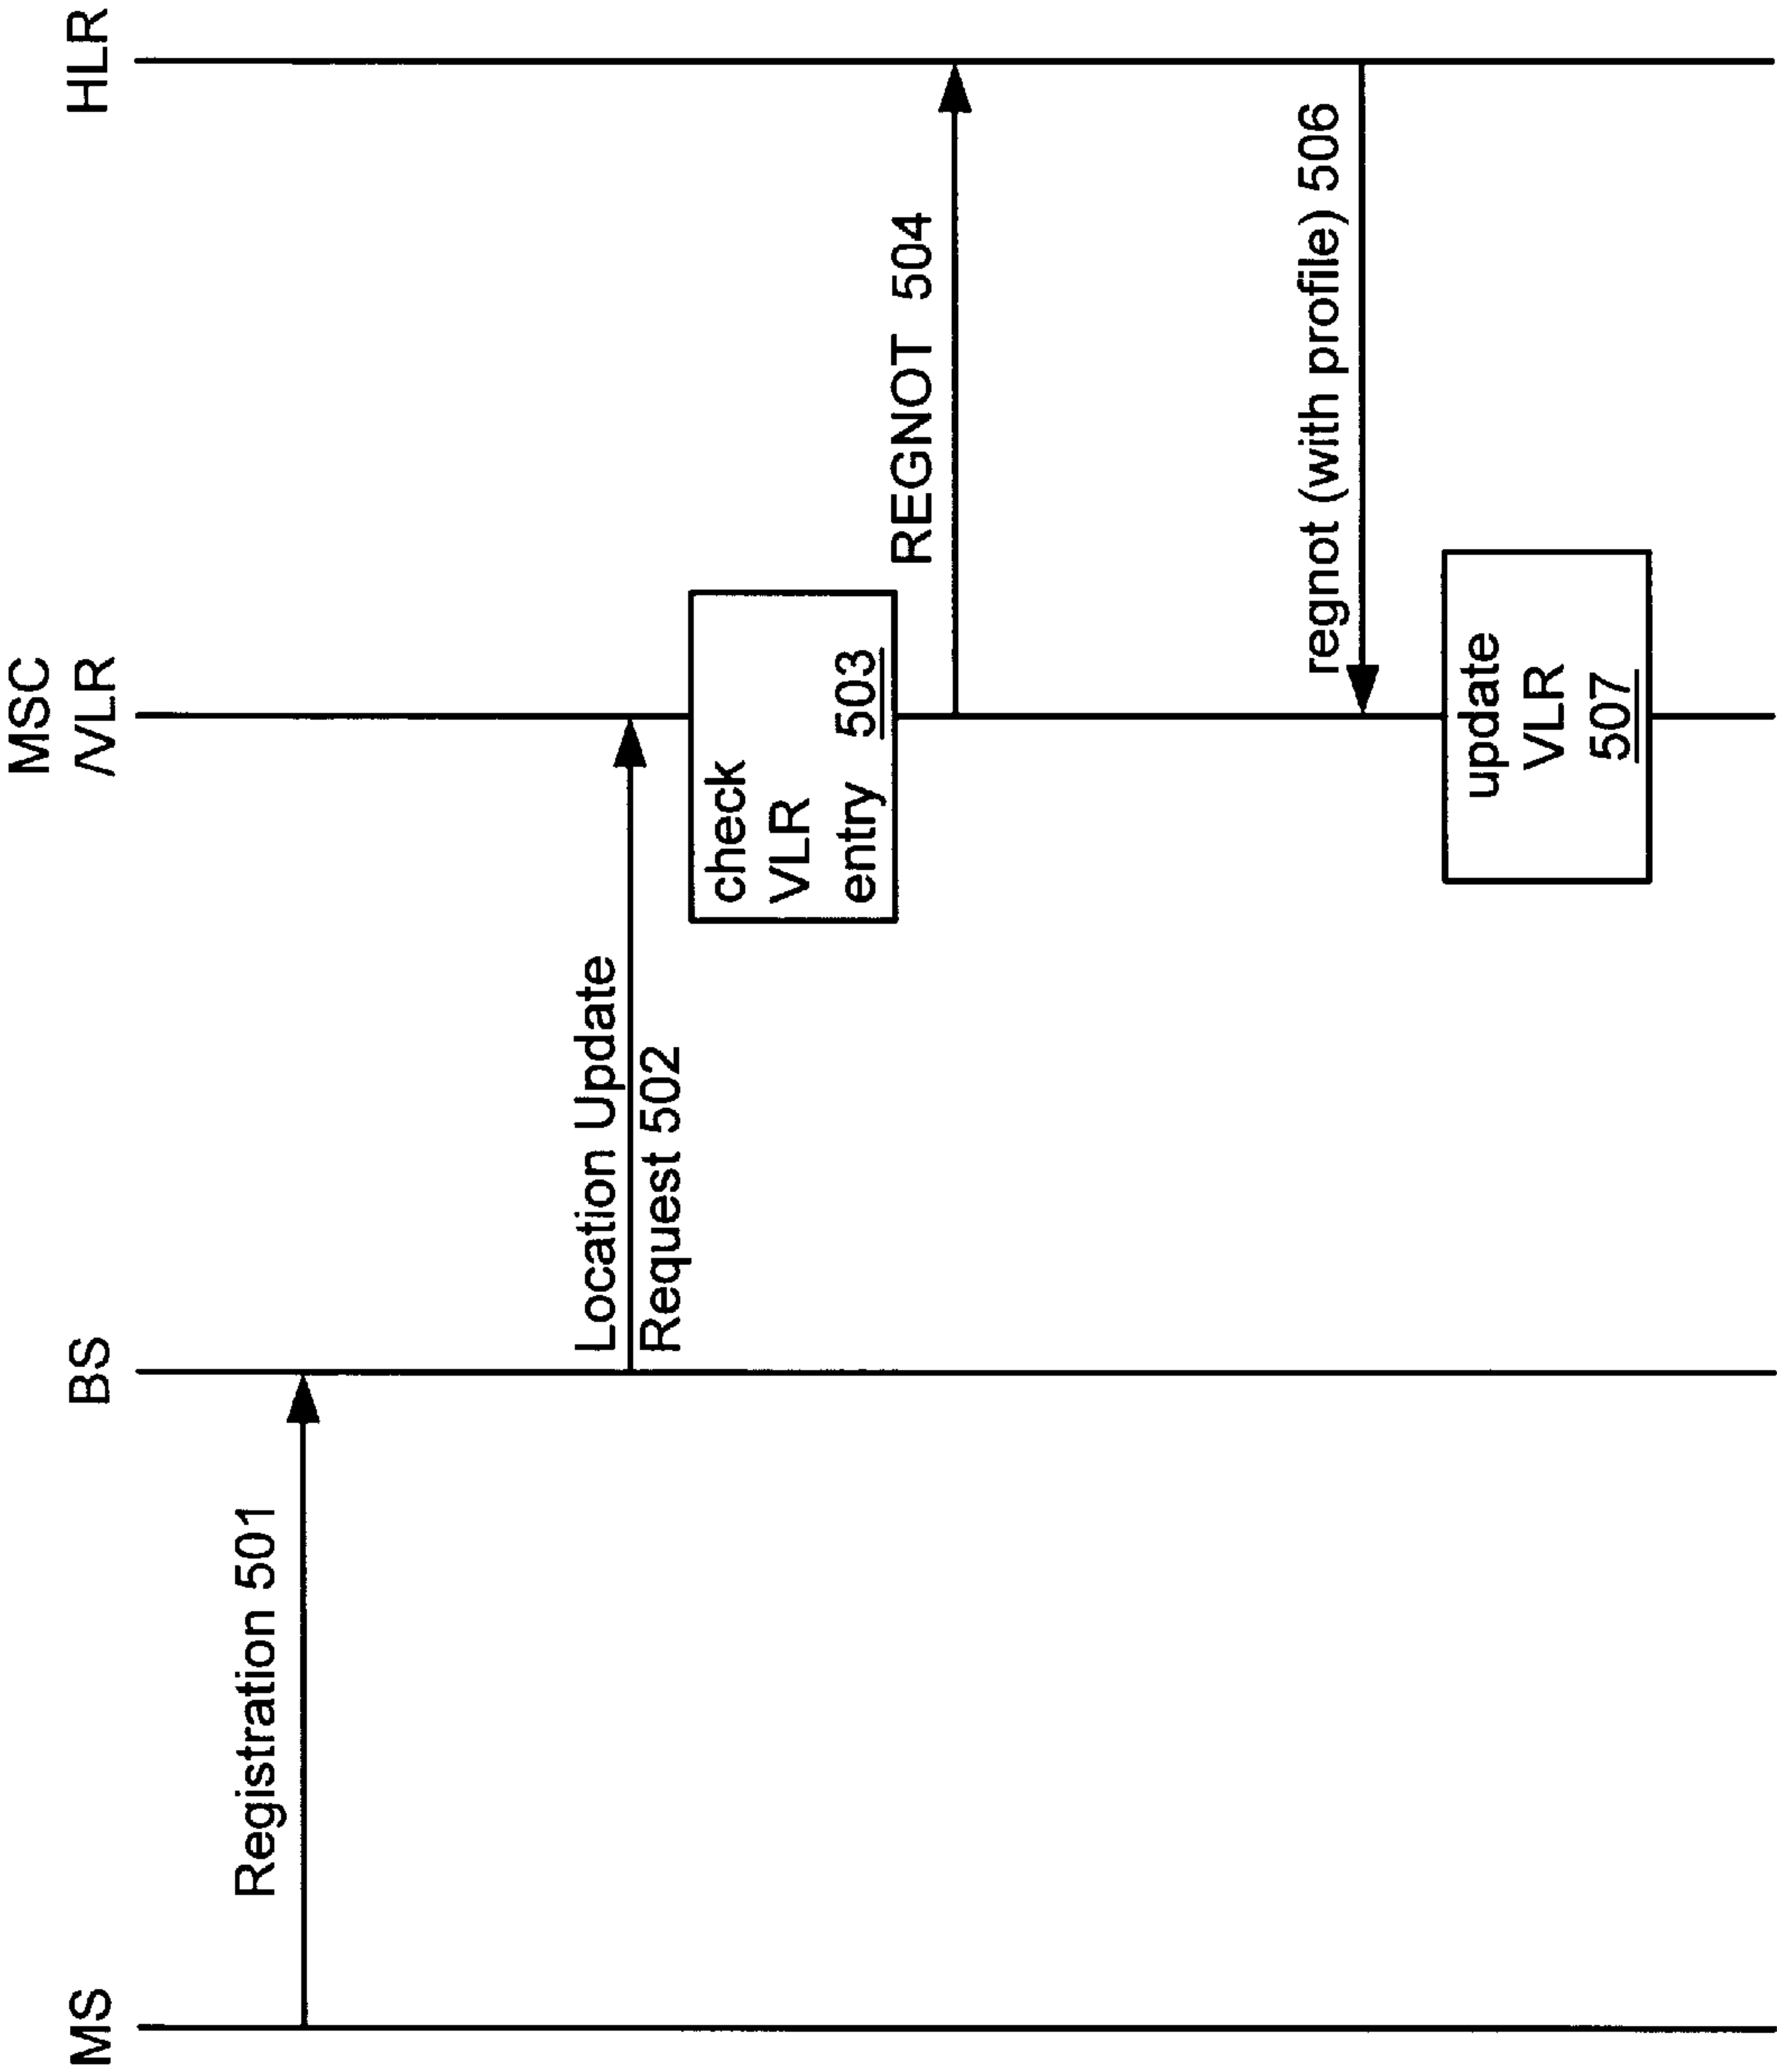 MS
BS
MSC
/VLR
HLR
Registration 501
Location Update
Request 502
check
VLR
entry 503
REGNOT 504
regnot (with profile) 506
update
VLR
507